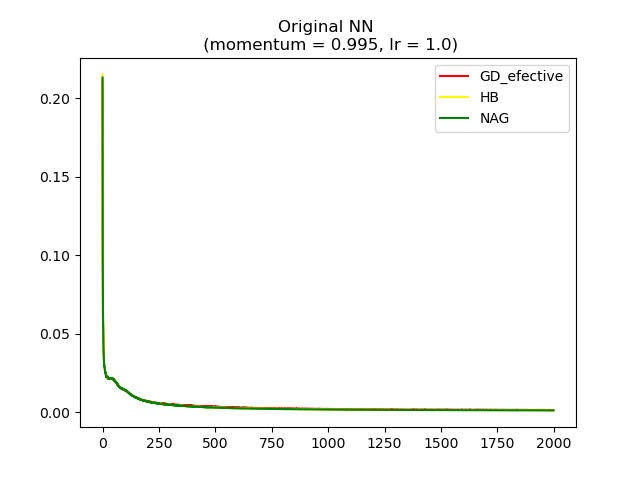 Original NN
(momentum = 0.995, lr = 1.0)
GD_efective
HB
NAG
0.20
0.15
0.10
0.05
0.00
0 250 500 750 1000 1250 1500 1750 2000